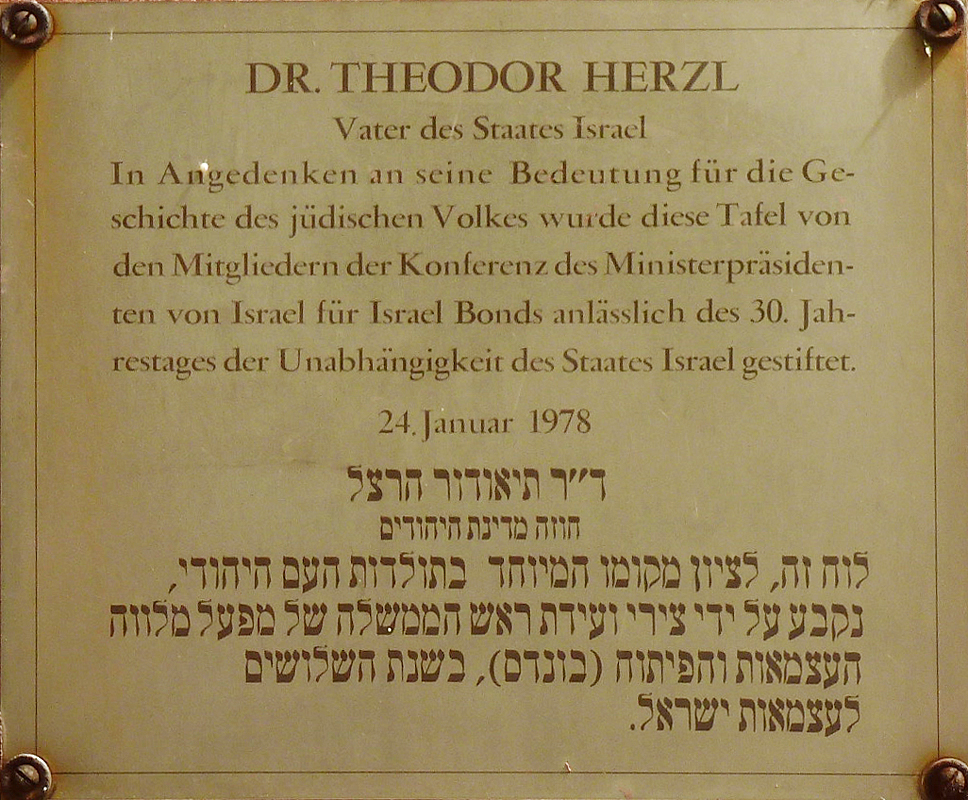 DR. THEODOR HERZL
Vater des Staates Israel
In Angedenken an seine Bedeutung für die Ge-
schichte des jüdischen Volkes wurde diese Tafel von
den Mitgliedern der Konferenz des Ministerpräsiden-
ten von Israel für Israel Bonds anlässlich des 30. Jah-
restages der Unabhängigkeit des Staates Israel gestiftet.
24. Januar 1978
ד״ר תיאודור הרצל
חוזה מדינת היהודים
לוח זה, לציון מקומו המיוחד בתולדות העם היהודי,
נקבע על ידי צירי ועידת ראש הממשלה של מפעל מלווה
העצמאות והפיתוח (בונדס), בשנת השלושים
לעצמאות ישראל.